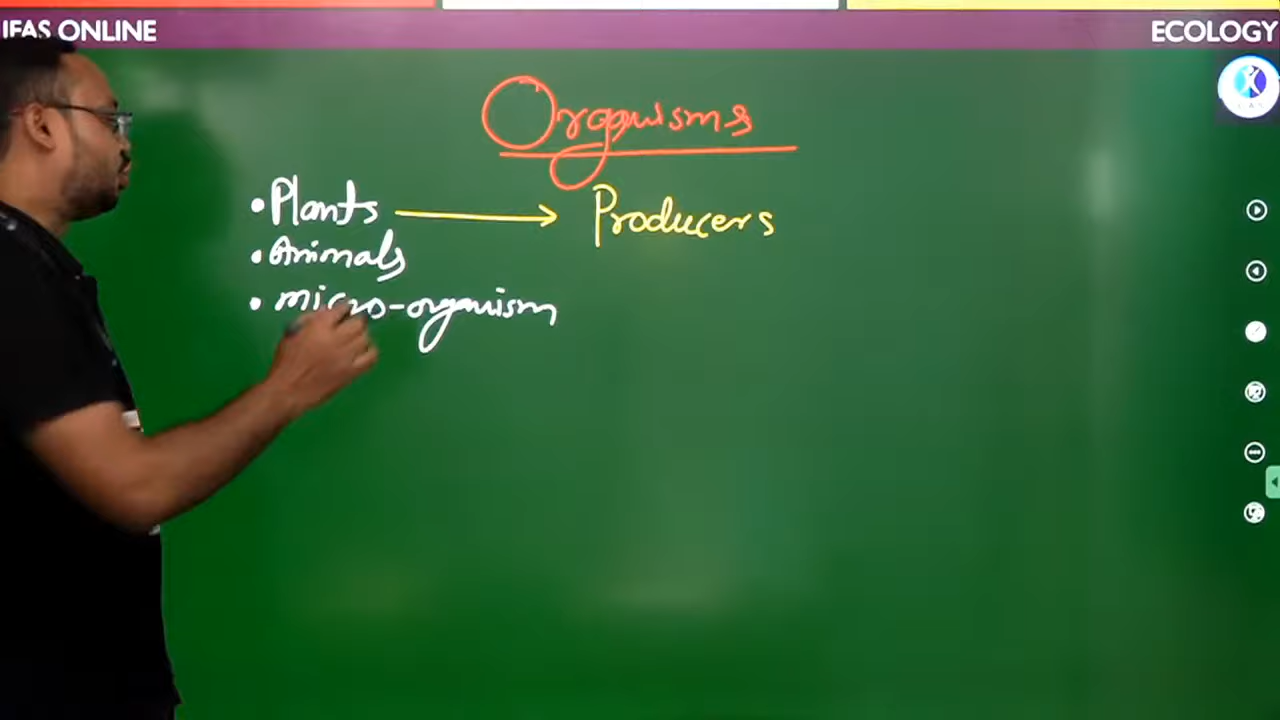 IFAS ONLINE
ECOLOGY
Organisms
• Plants → Producers
• Animals
• micro-organism